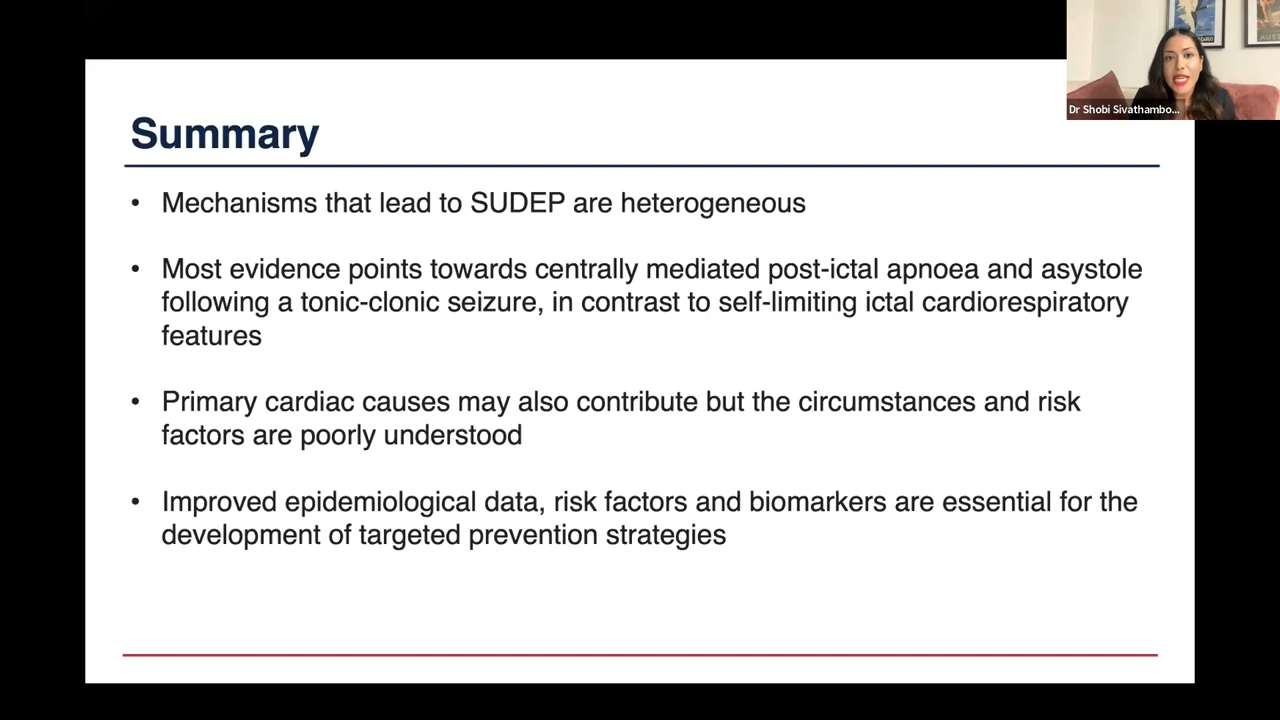 Dr Shobi Sivathambo...
Summary
• Mechanisms that lead to SUDEP are heterogeneous
• Most evidence points towards centrally mediated post-ictal apnoea and asystole
following a tonic-clonic seizure, in contrast to self-limiting ictal cardiorespiratory
features
• Primary cardiac causes may also contribute but the circumstances and risk
factors are poorly understood
• Improved epidemiological data, risk factors and biomarkers are essential for the
development of targeted prevention strategies